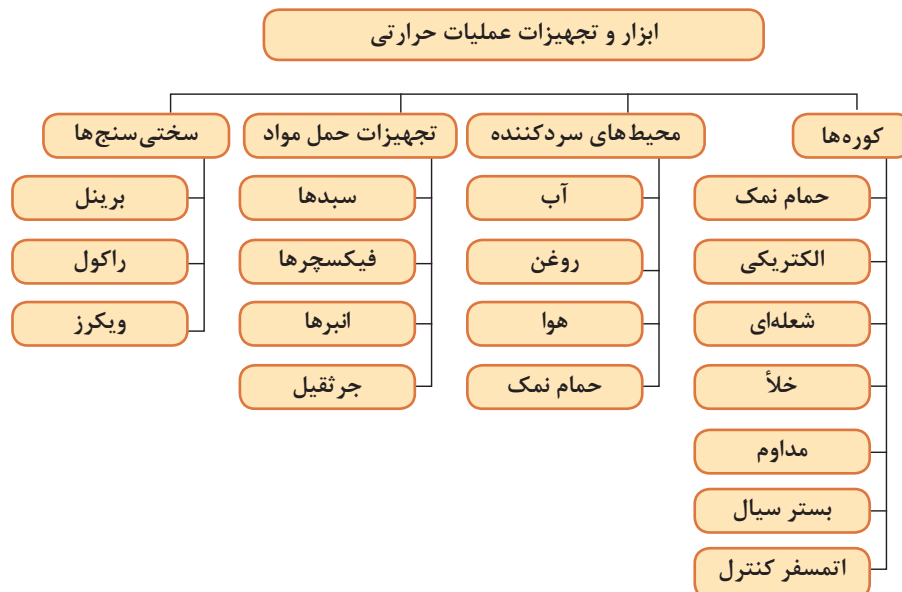 ابزار و تجهیزات عملیات حرارتی
کوره‌ها
حمام نمک
الکتریکی
شعله‌ای
خلأ
مداوم
بستر سیال
اتمسفر کنترل
محیط‌های سردکننده
آب
روغن
هوا
حمام نمک
تجهیزات حمل مواد
سبدها
فیکسچرها
انبرها
جرثقیل
سختی‌سنج‌ها
برینل
راکول
ویکرز